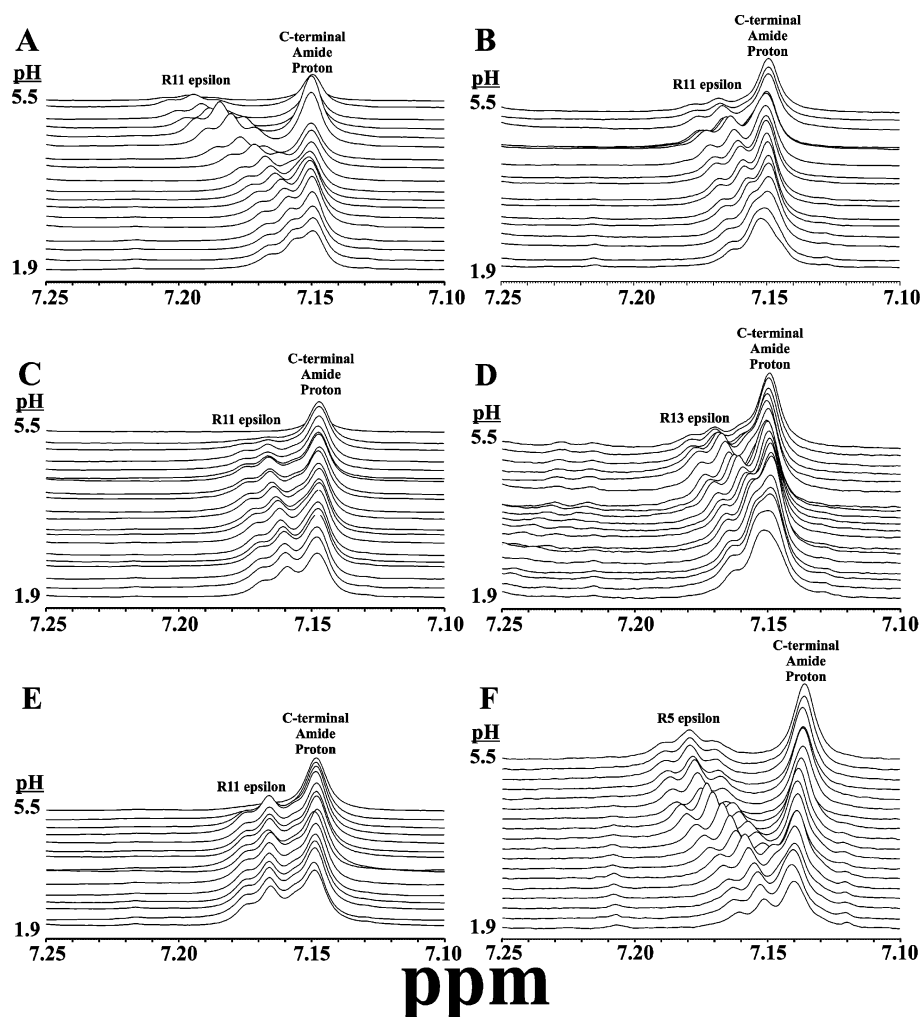 A
C-terminal
Amide
Proton
pH
R11 epsilon
5.5
1.9
7.25 7.20 7.15 7.10
B
C-terminal
Amide
Proton
pH
R11 epsilon
5.5
1.9
7.25 7.20 7.15 7.10
C
C-terminal
Amide
Proton
pH
R11 epsilon
5.5
1.9
7.25 7.20 7.15 7.10
D
C-terminal
Amide
Proton
pH
R13 epsilon
5.5
1.9
7.25 7.20 7.15 7.10
E
C-terminal
Amide
Proton
pH
R11 epsilon
5.5
1.9
7.25 7.20 7.15 7.10
F
C-terminal
Amide
Proton
pH
R5 epsilon
5.5
1.9
7.25 7.20 7.15 7.10
ppm